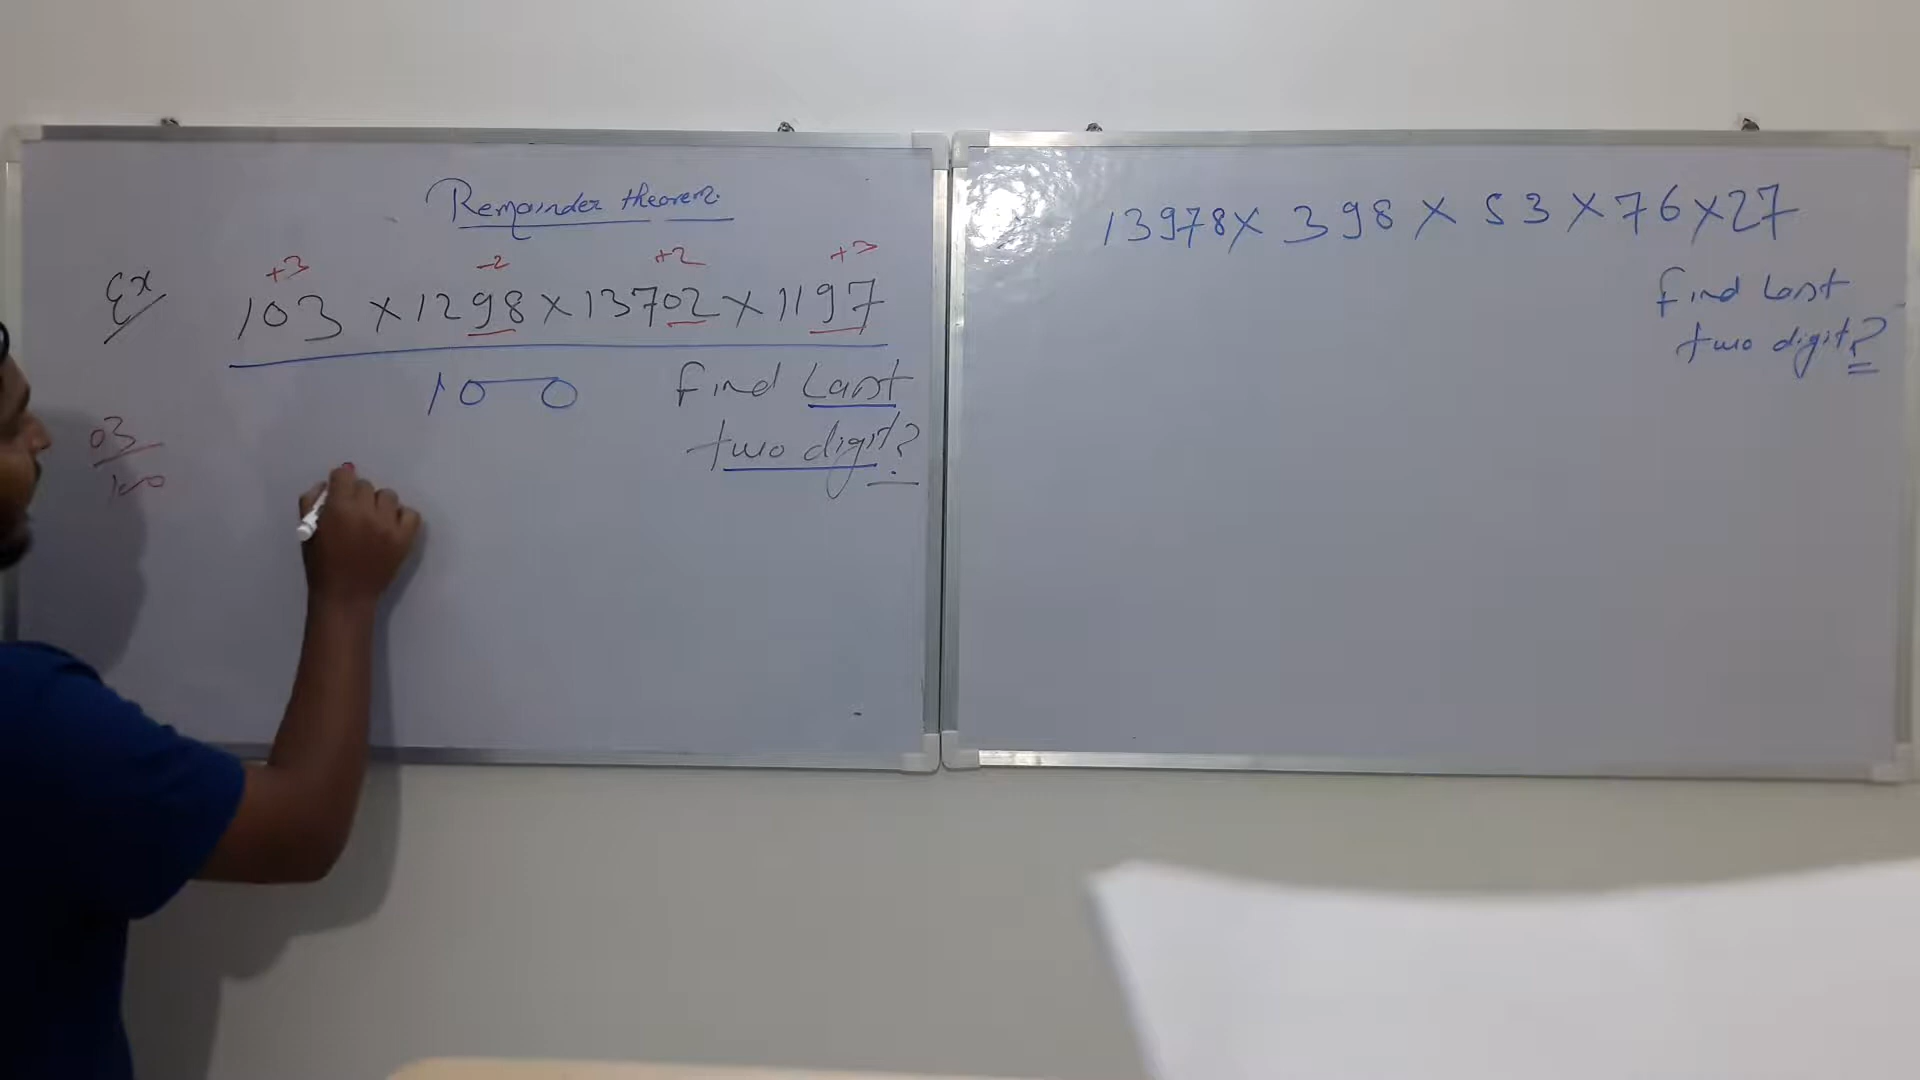 Remainder theorem.
+3 -2 +2 +3
Ex 103 × 1298 × 13702 × 1197
100
Find Last
two digit?
03
100
13978 × 398 × 53 × 76 × 27
Find Last
two digit?